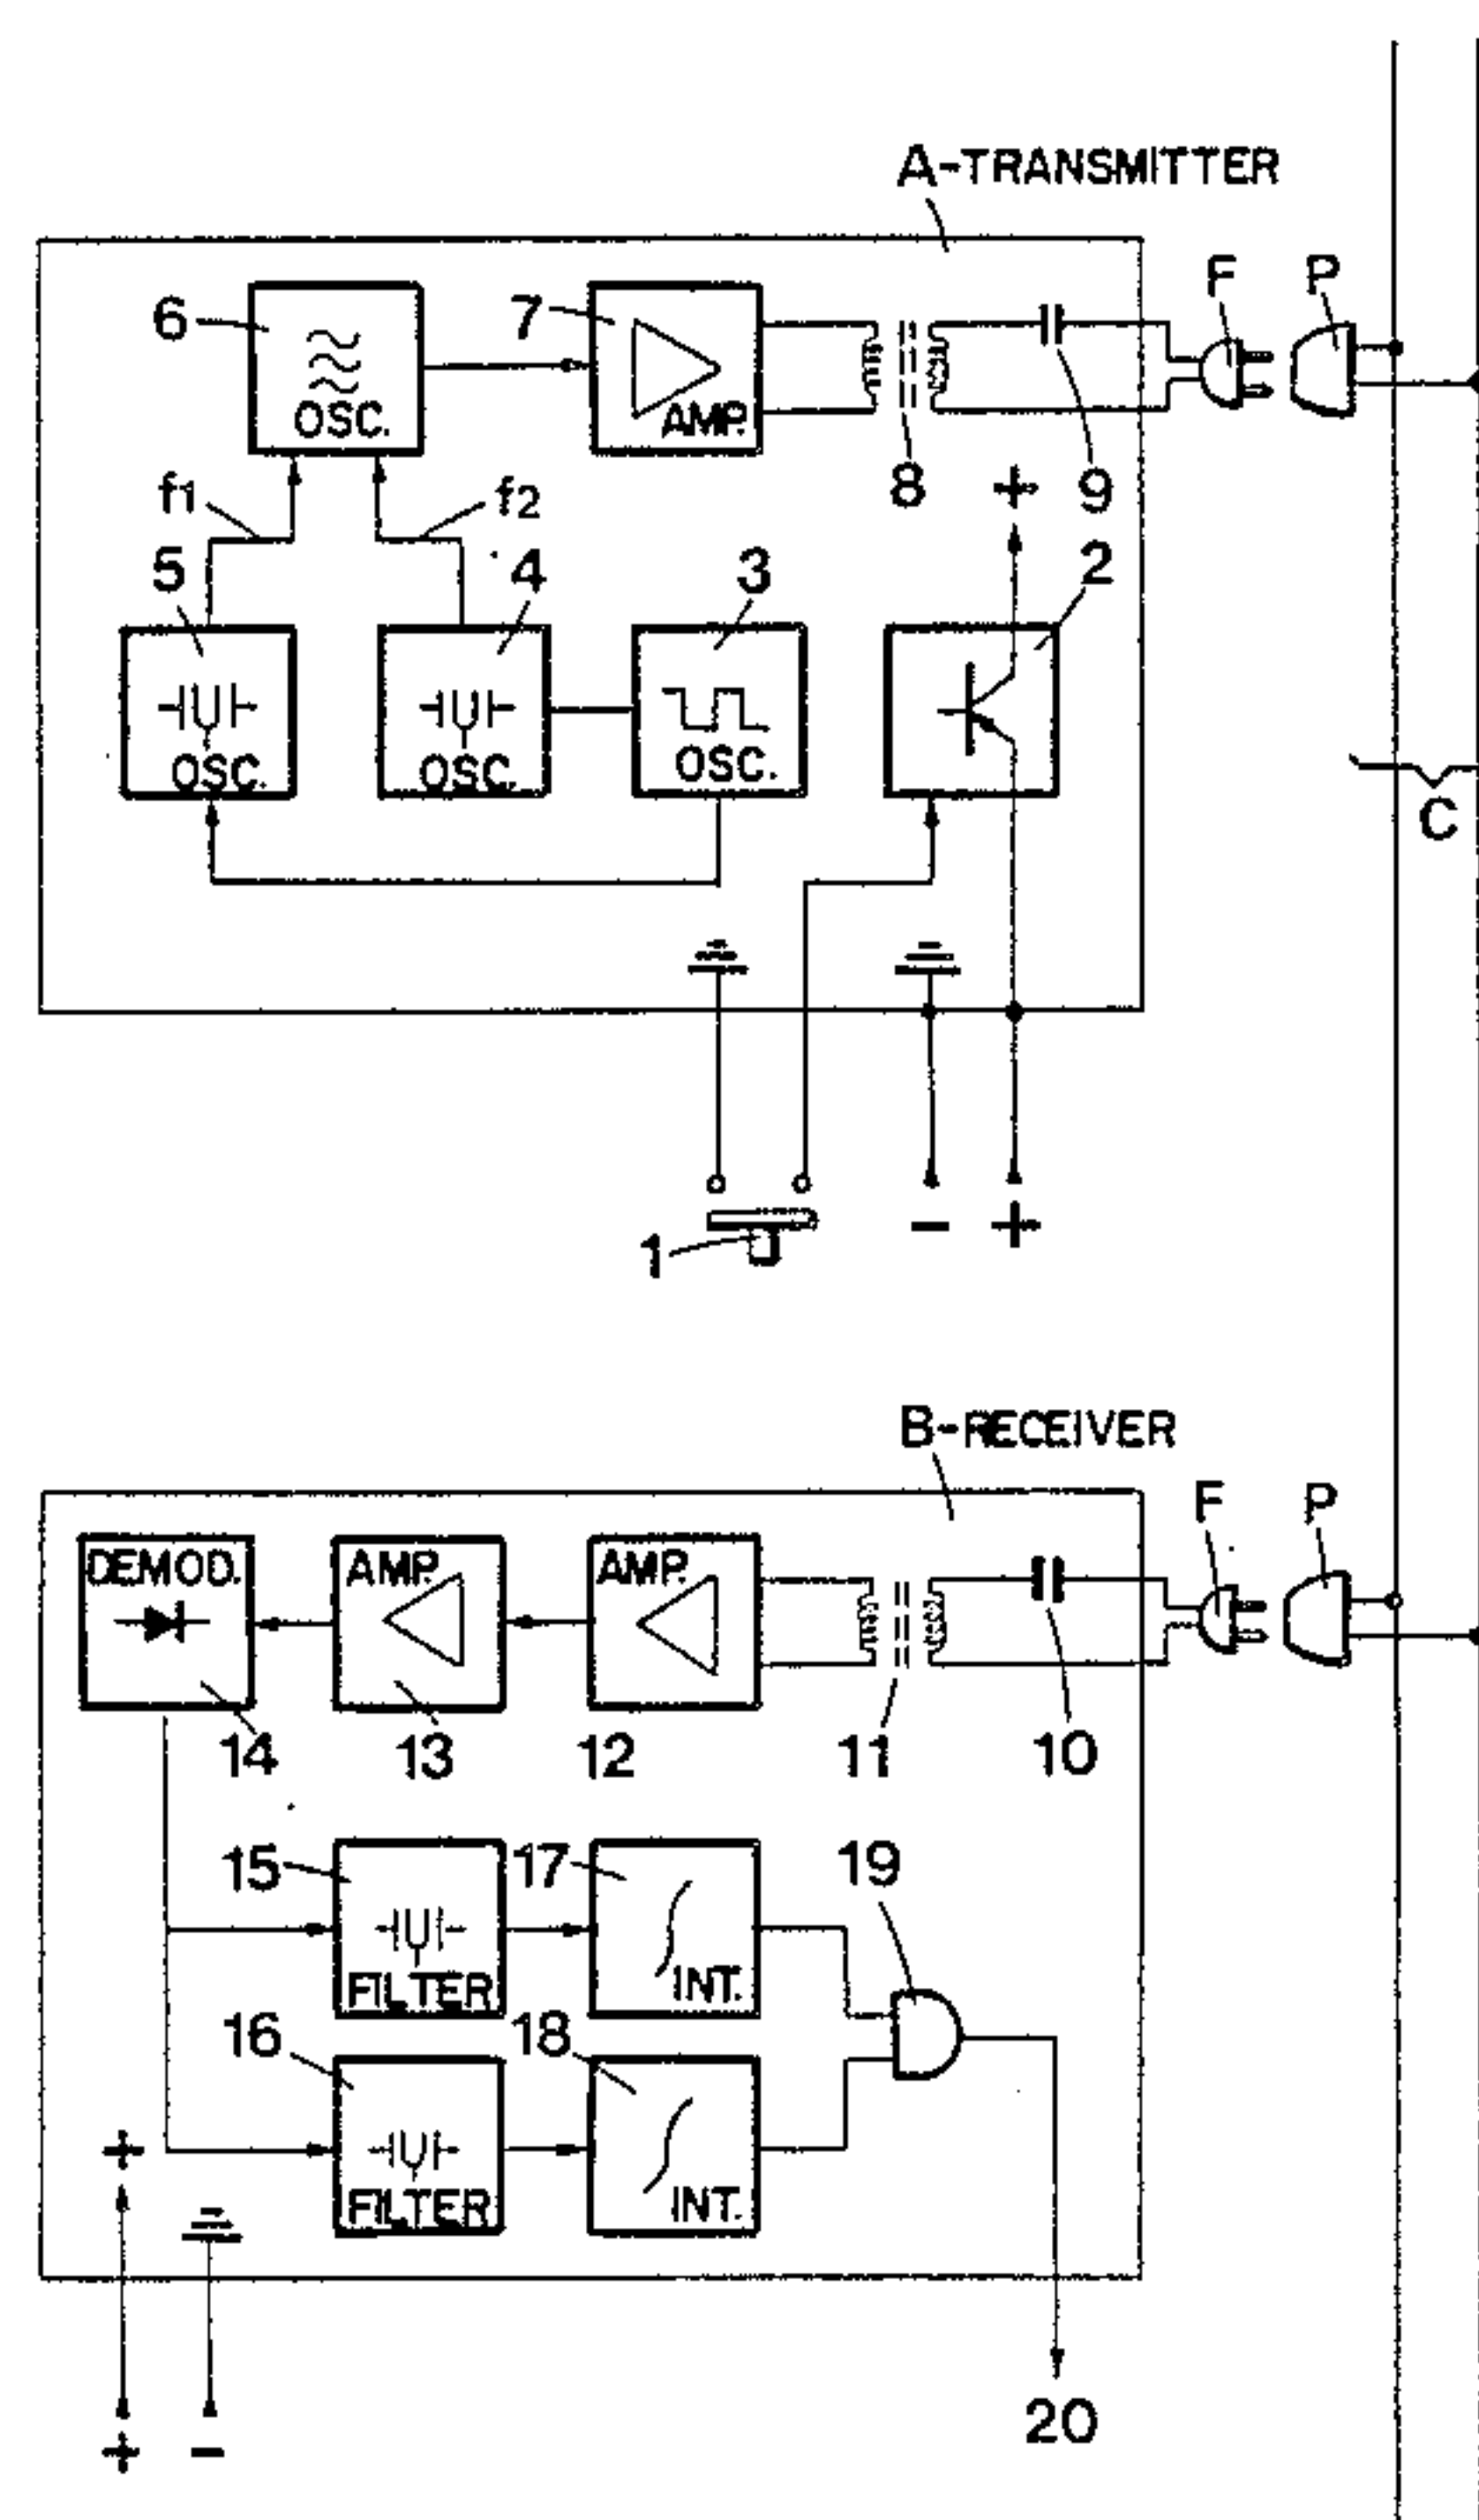 A-TRANSMITTER
F P
6 7
OSC. AMP.
f1 f2 8 + 9
5 4 3 2
OSC. OSC. OSC.
C
- +
1
B-RECEIVER
F P
DEMOD. AMP. AMP.
14 13 12 11 10
15 17 19
FILTER INT.
16 18
+
FILTER INT.
20
+ -